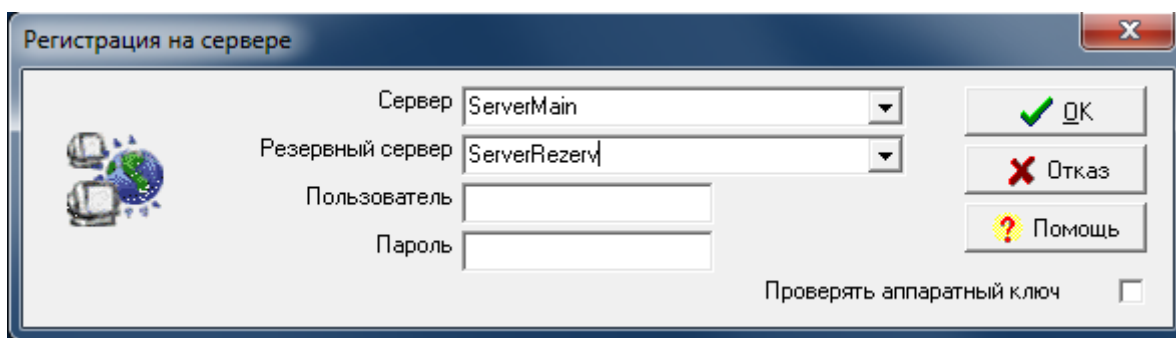 Регистрация на сервере
Сервер ServerMain
Резервный сервер ServerRezerv
Пользователь
Пароль
OK
Отказ
? Помощь
Проверять аппаратный ключ